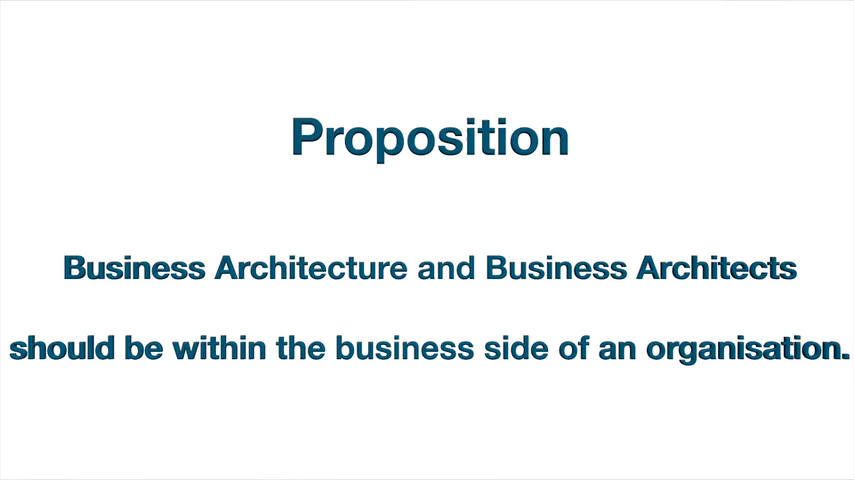 Proposition
Business Architecture and Business Architects
should be within the business side of an organisation.